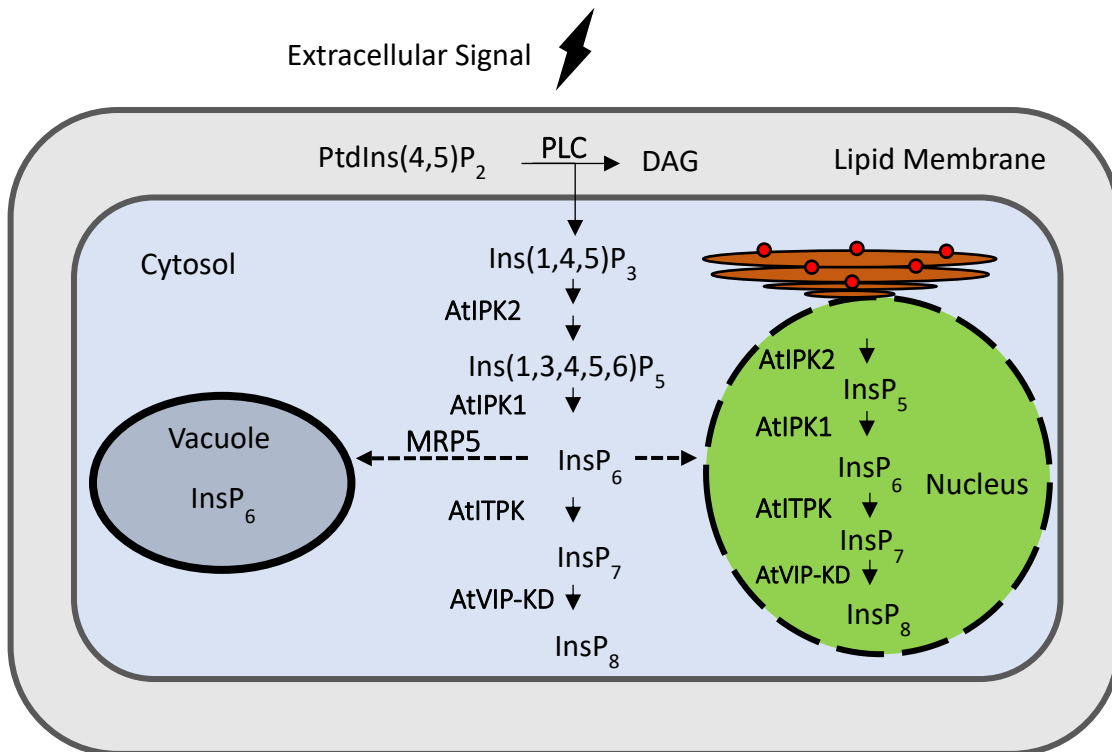 Extracellular Signal
PtdIns(4,5)P₂
PLC
DAG
Lipid Membrane
Cytosol
Ins(1,4,5)P₃
AtIPK2
Ins(1,3,4,5,6)P₅
AtIPK1
MRP5
InsP₆
AtITPK
InsP₇
AtVIP-KD
InsP₈
Vacuole
InsP₆
AtIPK2
InsP₅
AtIPK1
InsP₆
Nucleus
AtITPK
InsP₇
AtVIP-KD
InsP₈